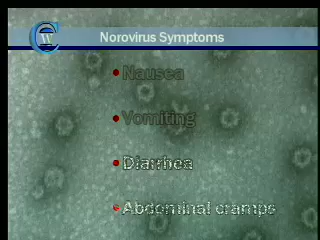 W
Norovirus Symptoms
• Nausea
• Vomiting
• Diarrhea
• Abdominal cramps